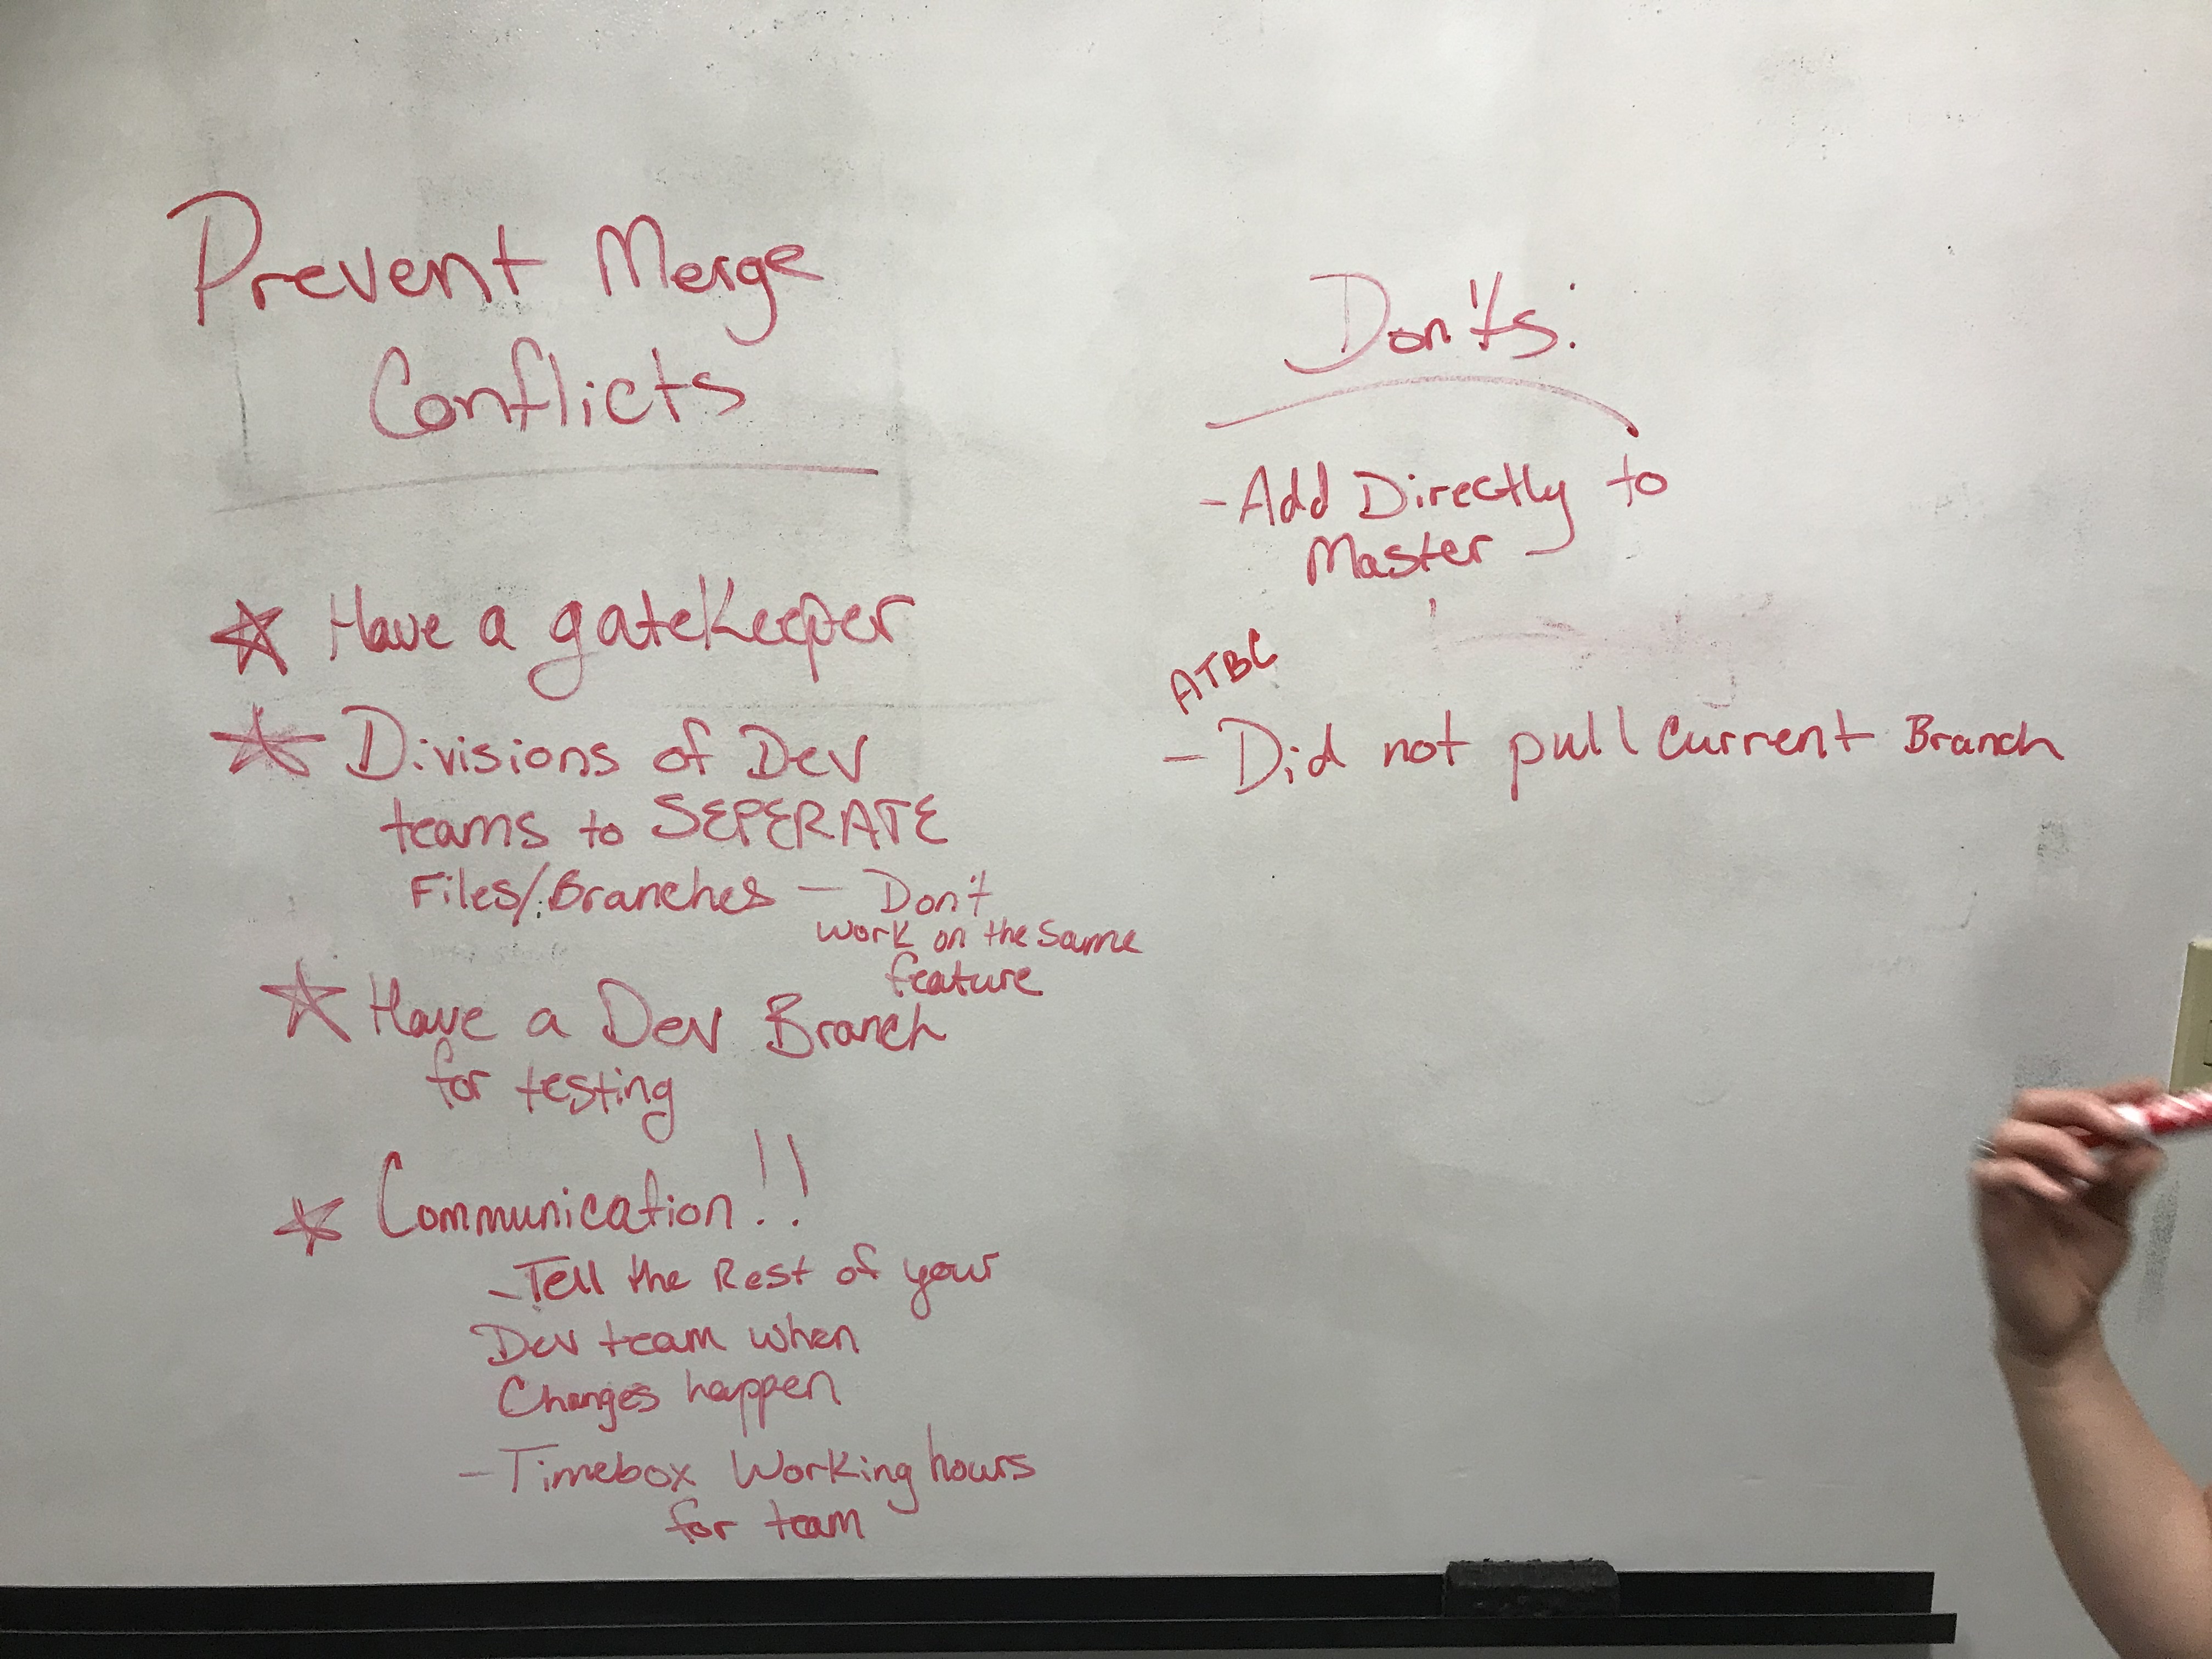 Prevent Merge
Conflicts
Have a gateKeeper
Divisions of Dev
teams to SEPERATE
Files/Branches — Don't
work on the same
feature
Have a Dev Branch
for testing
Communication!!
- Tell the Rest of your
Dev team when
Changes happen
- Timebox Working hours
for team
Don'ts:
- Add Directly to
Master
ATBC
- Did not pull current Branch